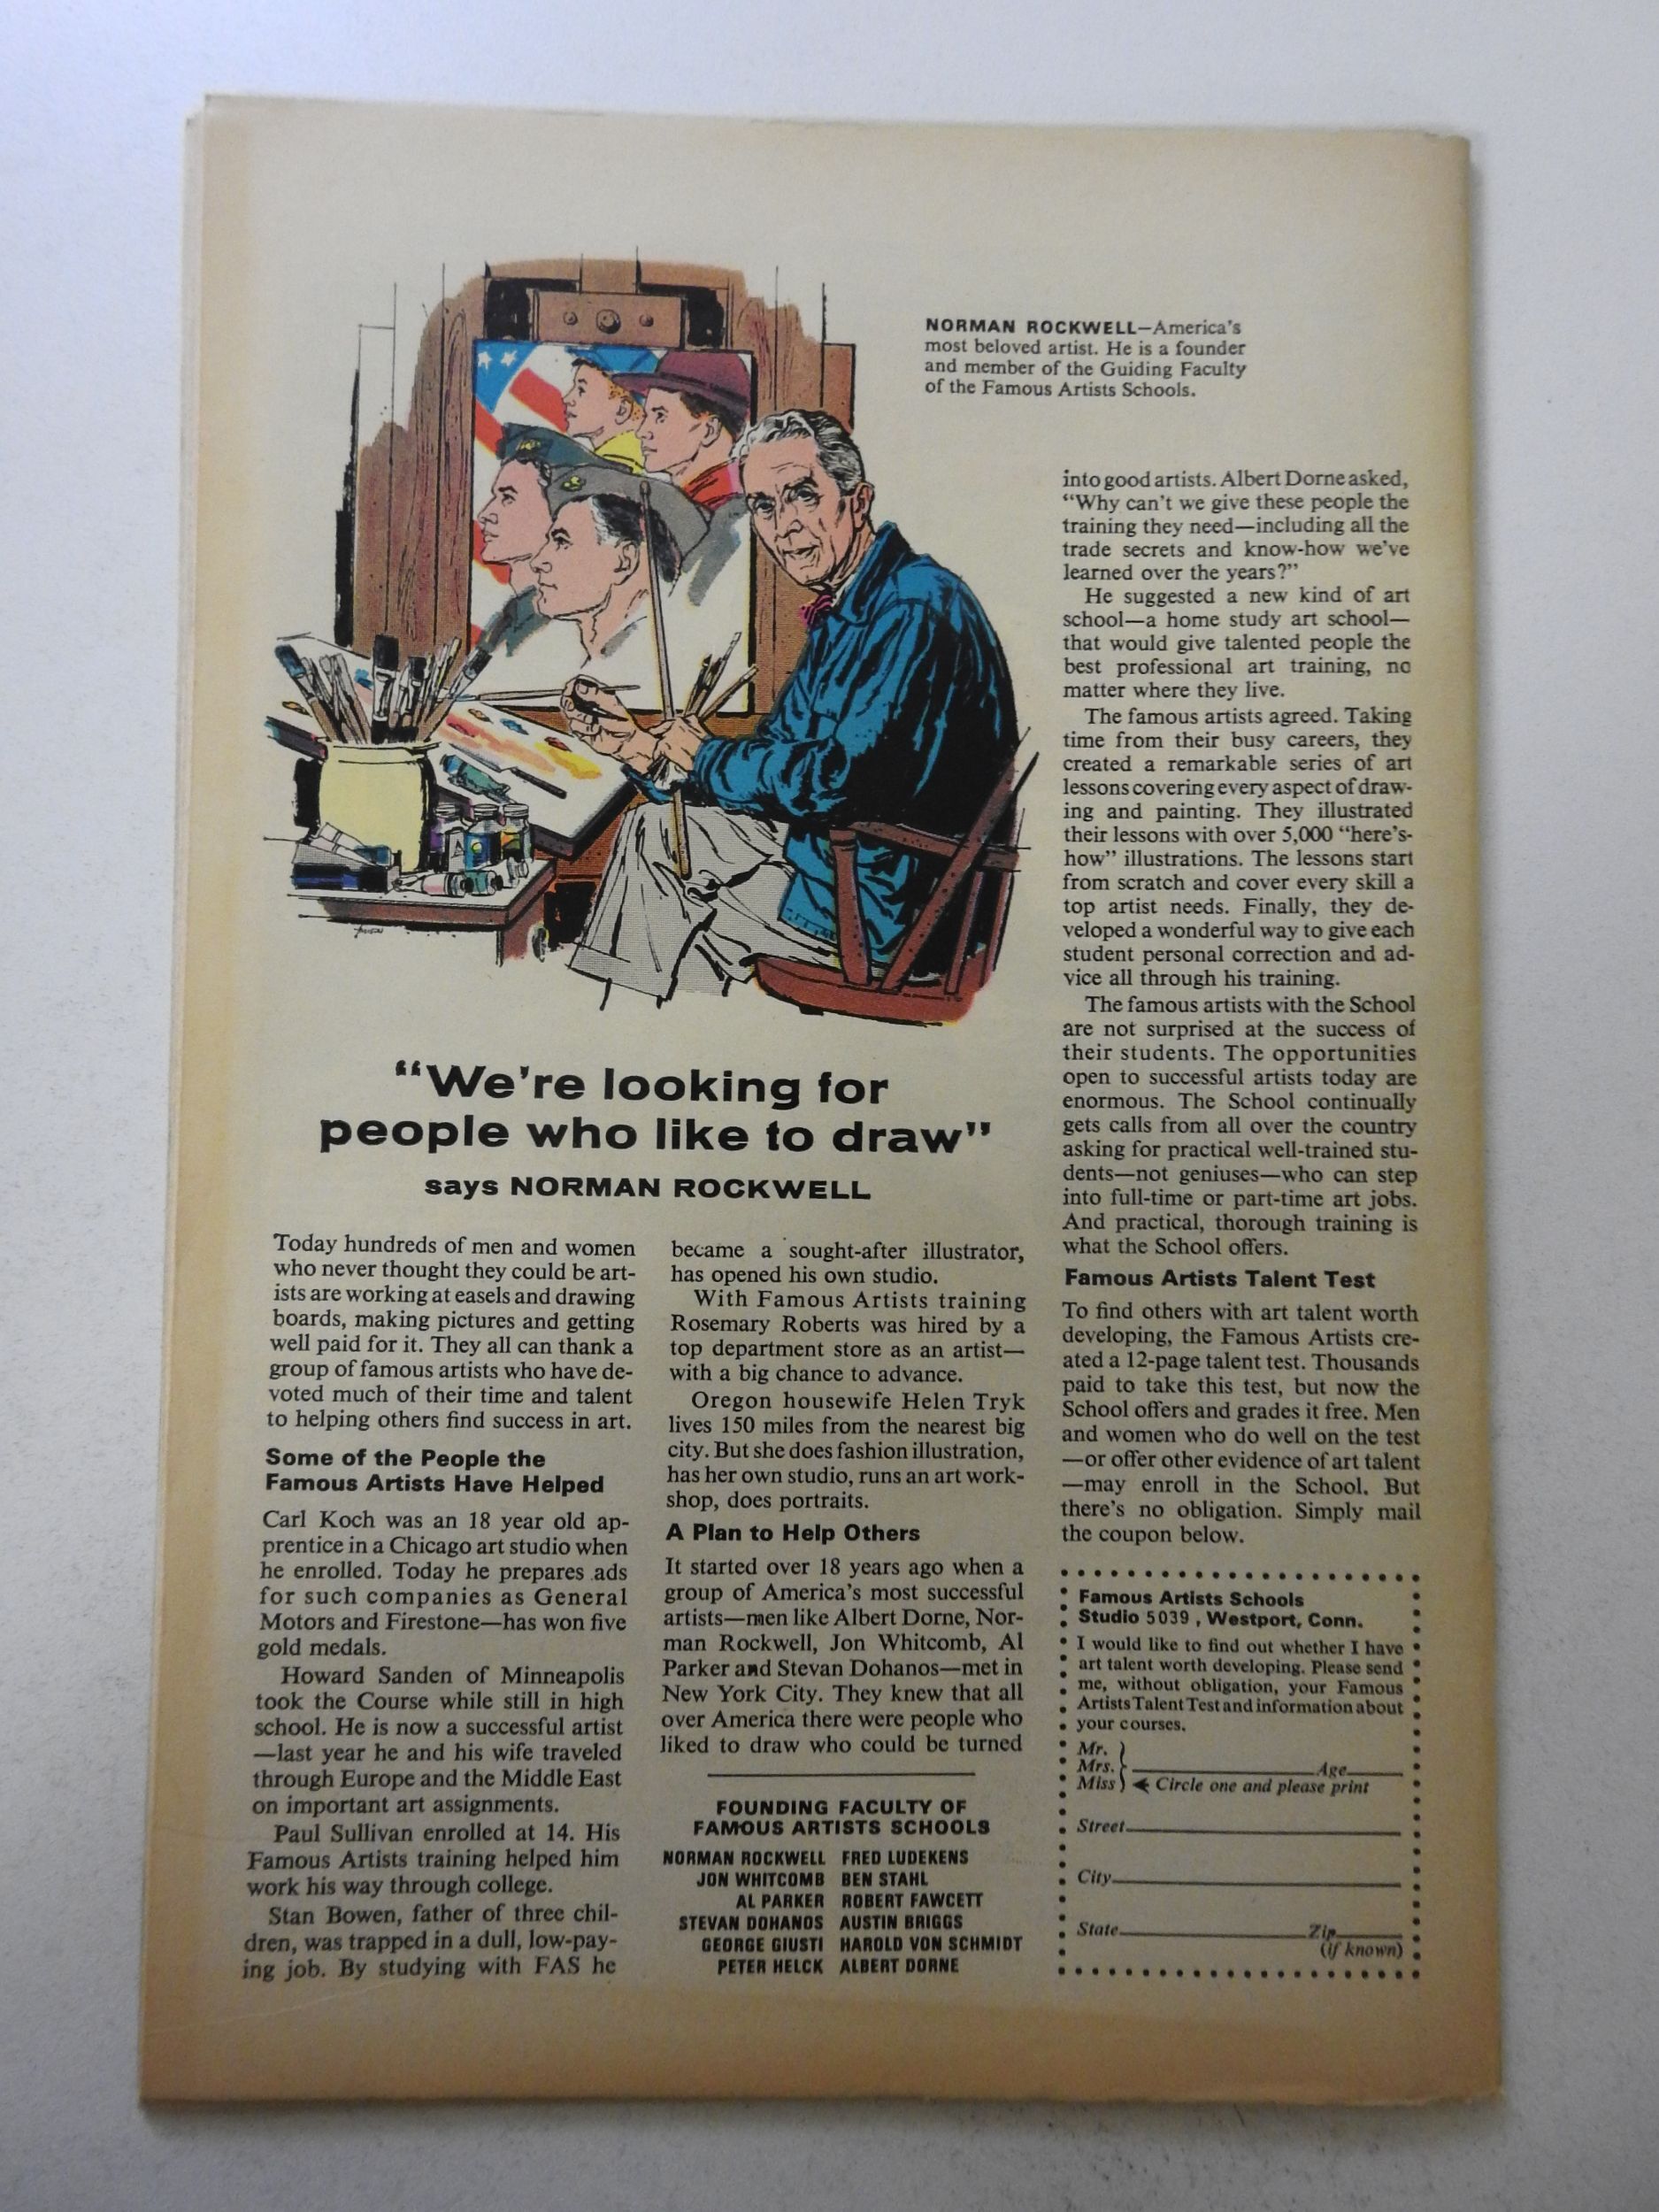 NORMAN ROCKWELL—America's
most beloved artist. He is a founder
and member of the Guiding Faculty
of the Famous Artists Schools.
"We're looking for
people who like to draw"
says NORMAN ROCKWELL
Today hundreds of men and women
who never thought they could be art-
ists are working at easels and drawing
boards, making pictures and getting
well paid for it. They all can thank a
group of famous artists who have de-
voted much of their time and talent
to helping others find success in art.
Some of the People the
Famous Artists Have Helped
Carl Koch was an 18 year old ap-
prentice in a Chicago art studio when
he enrolled. Today he prepares ads
for such companies as General
Motors and Firestone—has won five
gold medals.
Howard Sanden of Minneapolis
took the Course while still in high
school. He is now a successful artist
—last year he and his wife traveled
through Europe and the Middle East
on important art assignments.
Paul Sullivan enrolled at 14. His
Famous Artists training helped him
work his way through college.
Stan Bowen, father of three chil-
dren, was trapped in a dull, low-pay-
ing job. By studying with FAS he
became a sought-after illustrator,
has opened his own studio.
With Famous Artists training
Rosemary Roberts was hired by a
top department store as an artist—
with a big chance to advance.
Oregon housewife Helen Tryk
lives 150 miles from the nearest big
city. But she does fashion illustration,
has her own studio, runs an art work-
shop, does portraits.
A Plan to Help Others
It started over 18 years ago when a
group of America's most successful
artists—men like Albert Dorne, Nor-
man Rockwell, Jon Whitcomb, Al
Parker and Stevan Dohanos—met in
New York City. They knew that all
over America there were people who
liked to draw who could be turned
FOUNDING FACULTY OF
FAMOUS ARTISTS SCHOOLS
NORMAN ROCKWELL FRED LUDEKENS
JON WHITCOMB BEN STAHL
AL PARKER ROBERT FAWCETT
STEVAN DOHANOS AUSTIN BRIGGS
GEORGE GIUSTI HAROLD VON SCHMIDT
PETER HELCK ALBERT DORNE
into good artists. Albert Dorne asked,
"Why can't we give these people the
training they need—including all the
trade secrets and know-how we've
learned over the years?"
He suggested a new kind of art
school—a home study art school—
that would give talented people the
best professional art training, no
matter where they live.
The famous artists agreed. Taking
time from their busy careers, they
created a remarkable series of art
lessons covering every aspect of draw-
ing and painting. They illustrated
their lessons with over 5,000 "here's-
how" illustrations. The lessons start
from scratch and cover every skill a
top artist needs. Finally, they de-
veloped a wonderful way to give each
student personal correction and ad-
vice all through his training.
The famous artists with the School
are not surprised at the success of
their students. The opportunities
open to successful artists today are
enormous. The School continually
gets calls from all over the country
asking for practical well-trained stu-
dents—not geniuses—who can step
into full-time or part-time art jobs.
And practical, thorough training is
what the School offers.
Famous Artists Talent Test
To find others with art talent worth
developing, the Famous Artists cre-
ated a 12-page talent test. Thousands
paid to take this test, but now the
School offers and grades it free. Men
and women who do well on the test
—or offer other evidence of art talent
—may enroll in the School. But
there's no obligation. Simply mail
the coupon below.
Famous Artists Schools
Studio 5039 , Westport, Conn.
I would like to find out whether I have
art talent worth developing. Please send
me, without obligation, your Famous
Artists Talent Test and information about
your courses.
Mr.
Mrs. Age
Miss Circle one and please print
Street
City
State Zip
(if known)